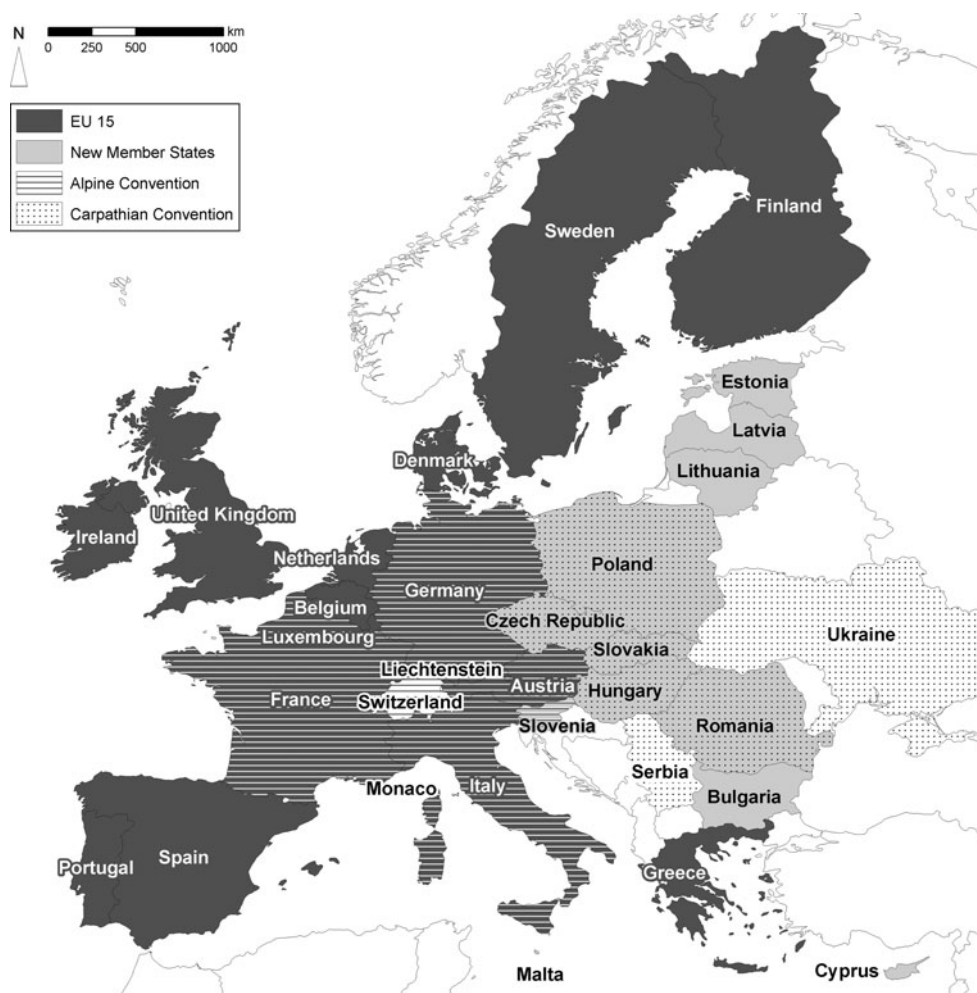 N
km
0 250 500 1000
EU 15
New Member States
Alpine Convention
Carpathian Convention
Finland
Sweden
Estonia
Latvia
Lithuania
Denmark
United Kingdom
Ireland
Netherlands
Poland
Germany
Belgium
Czech Republic
Ukraine
Luxembourg
Slovakia
Liechtenstein
Austria
Hungary
France
Switzerland
Slovenia
Romania
Serbia
Monaco
Italy
Bulgaria
Portugal
Spain
Greece
Malta
Cyprus